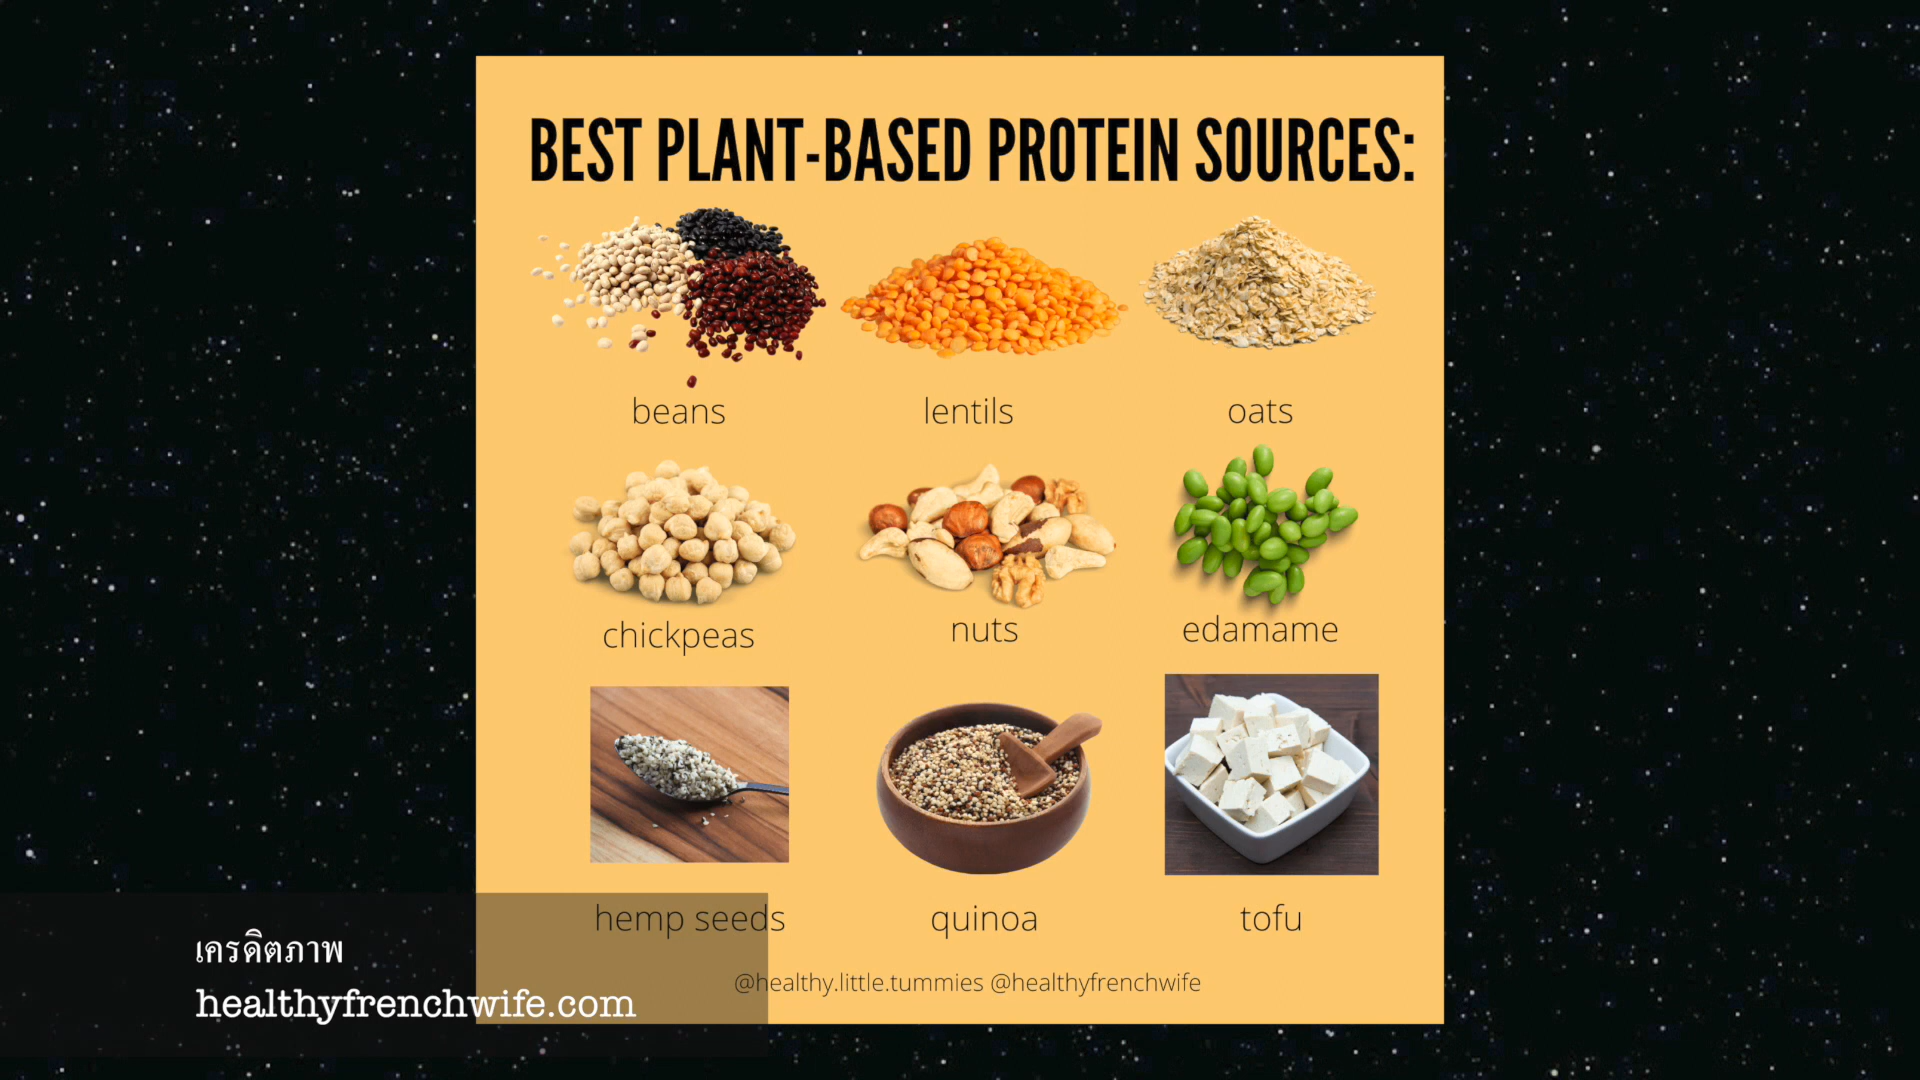 BEST PLANT-BASED PROTEIN SOURCES:
beans
lentils
oats
chickpeas
nuts
edamame
hemp seeds
quinoa
tofu
@healthy.little.tummies @healthyfrenchwife
เครดิตภาพ
healthyfrenchwife.com